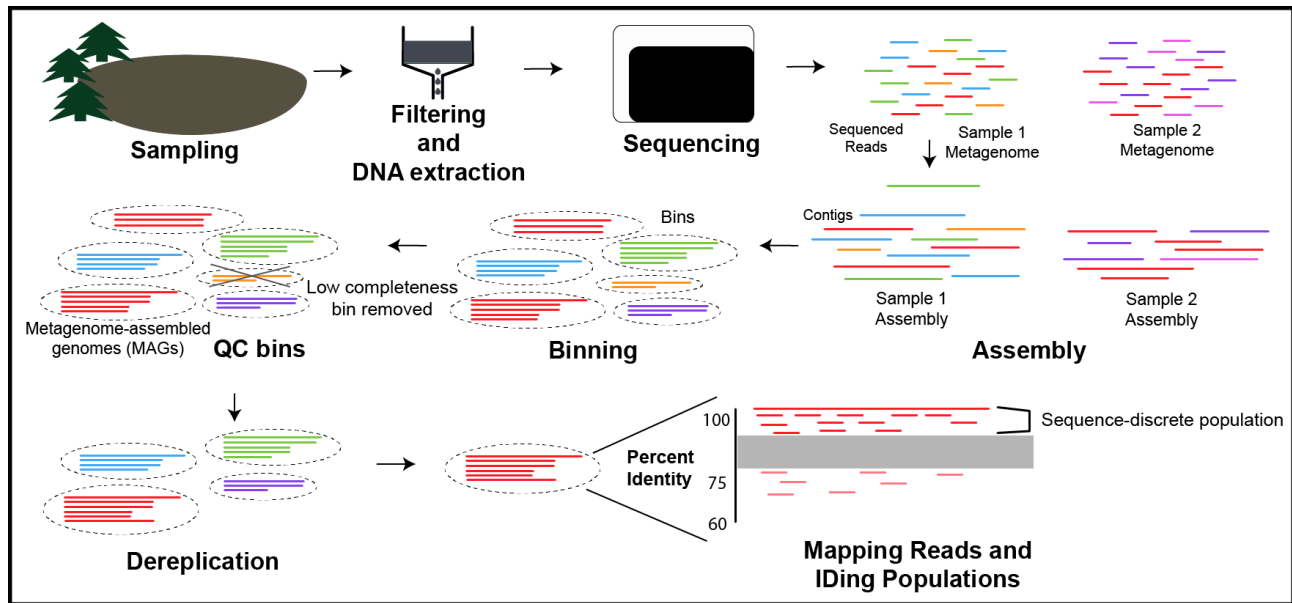 Sampling
Filtering
and
DNA extraction
Sequencing
Sequenced
Reads
Sample 1
Metagenome
Sample 2
Metagenome
Contigs
Sample 1
Assembly
Sample 2
Assembly
Assembly
Bins
Binning
Low completeness
bin removed
Metagenome-assembled
genomes (MAGs)
QC bins
Dereplication
Percent
Identity
100
75
60
Sequence-discrete population
Mapping Reads and
IDing Populations